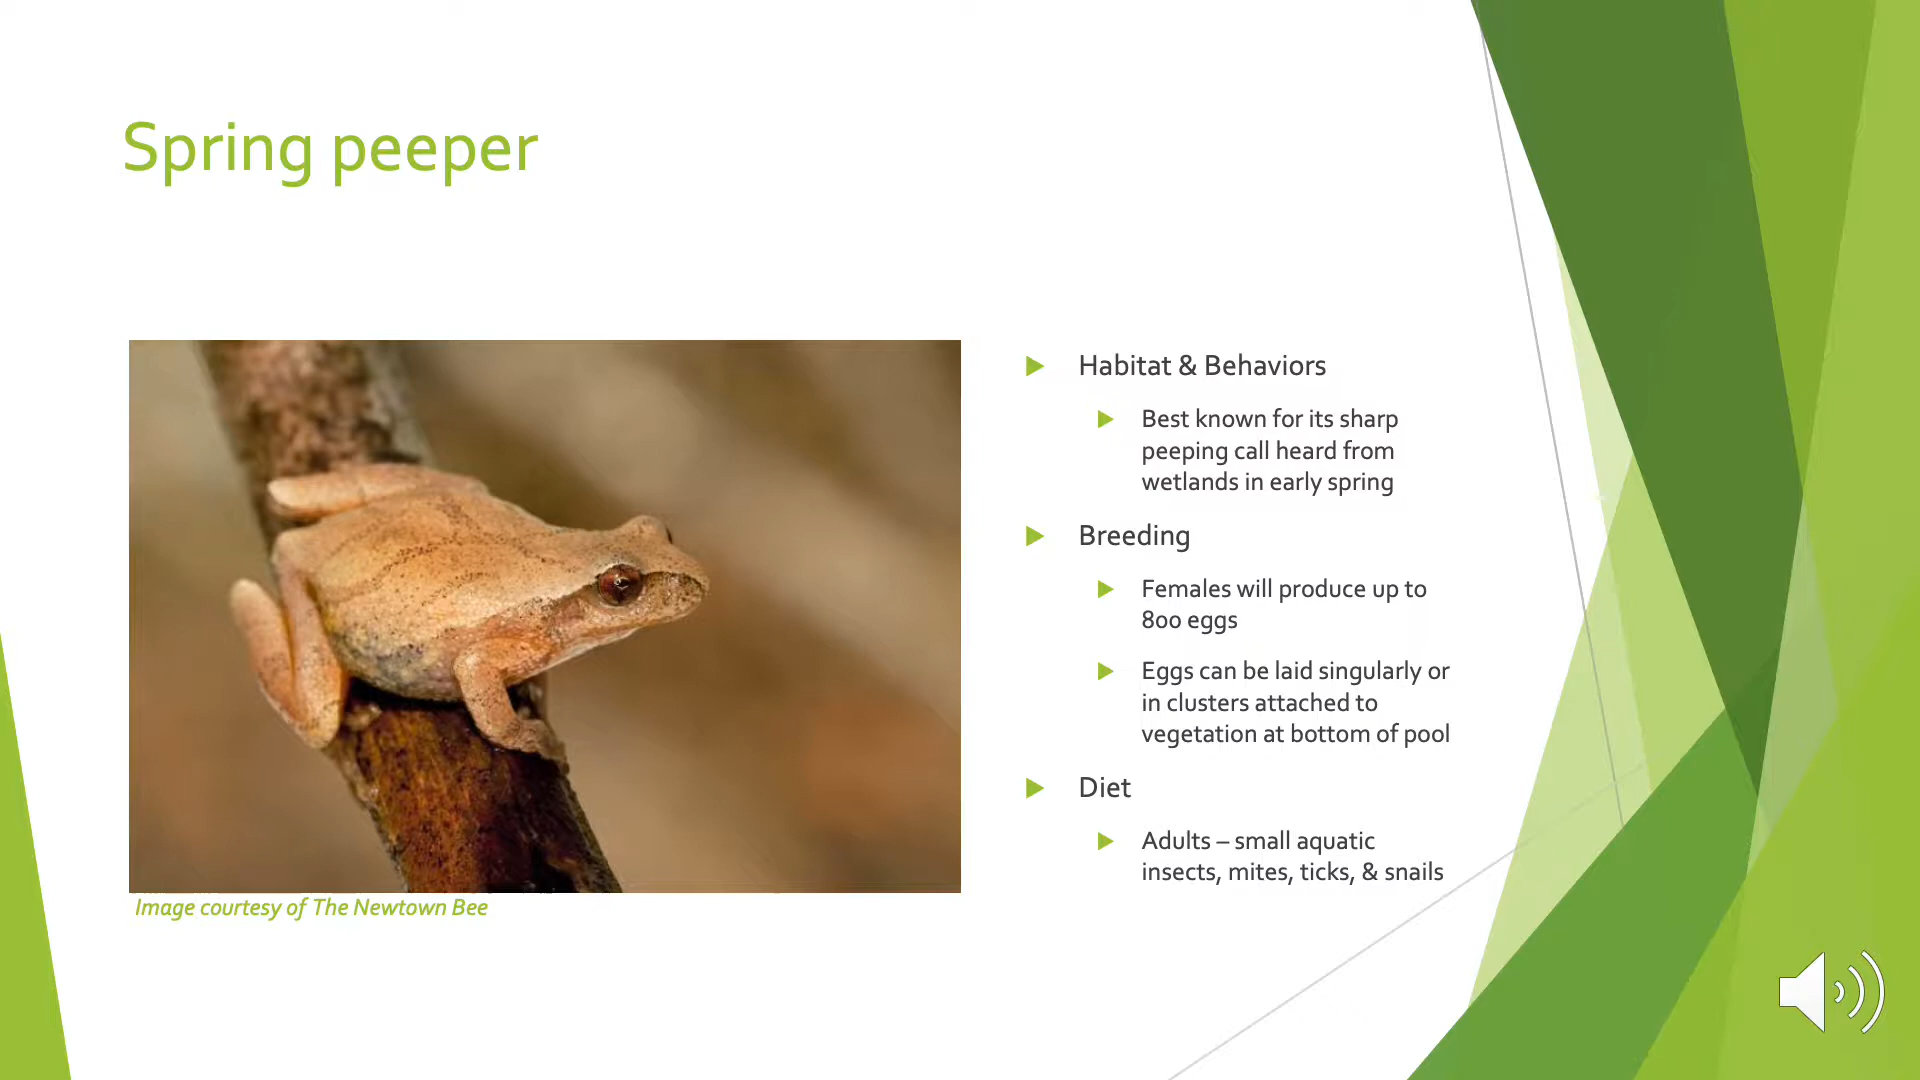 Spring peeper
Habitat & Behaviors
Best known for its sharp
peeping call heard from
wetlands in early spring
Breeding
Females will produce up to
800 eggs
Eggs can be laid singularly or
in clusters attached to
vegetation at bottom of pool
Diet
Adults – small aquatic
insects, mites, ticks, & snails
Image courtesy of The Newtown Bee